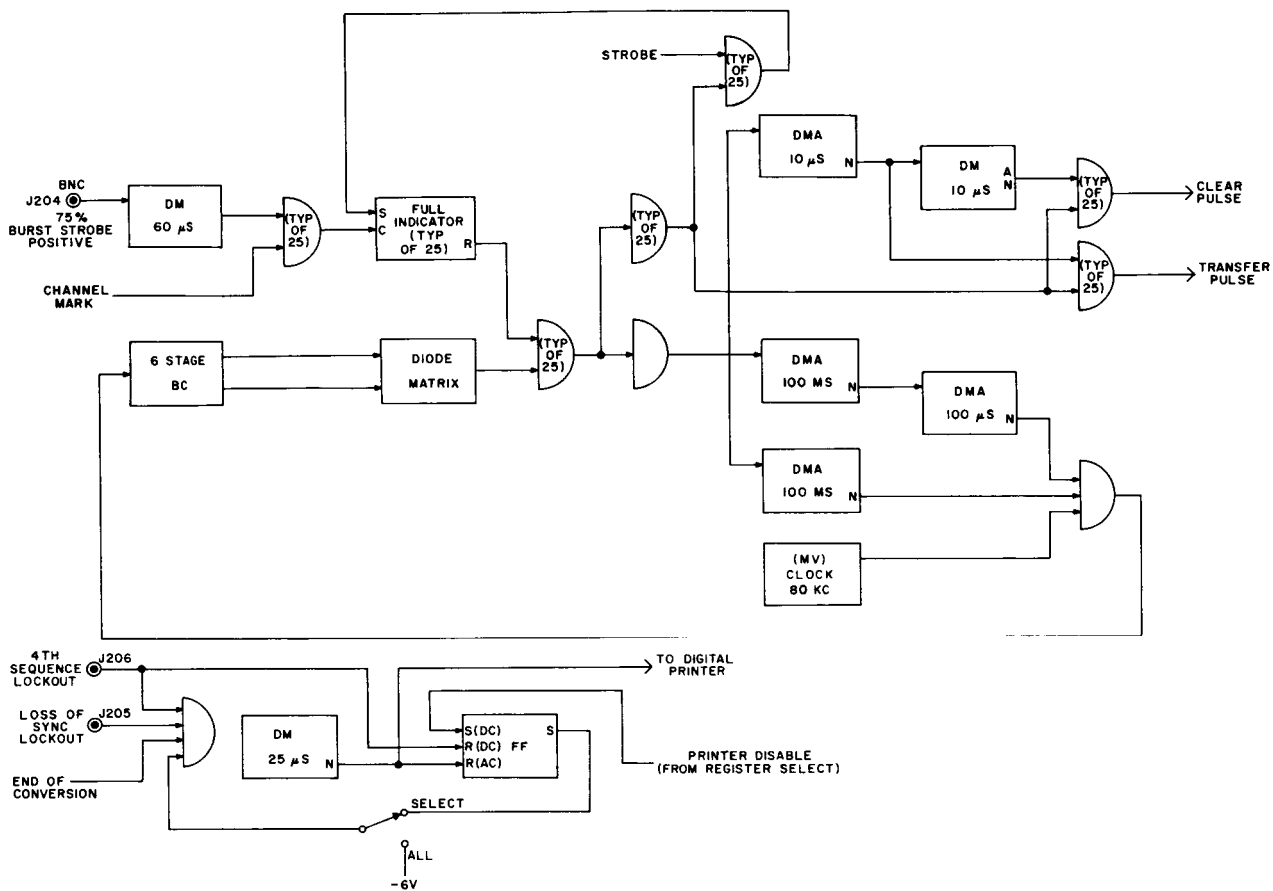 STROBE
(TYP
OF
25)
DMA
10 µS N
DM
10 µS
A
N
(TYP
OF
25)
CLEAR
PULSE
BNC
J204
75%
BURST STROBE
POSITIVE
DM
60 µS
(TYP
OF
25)
S
C
FULL
INDICATOR
(TYP
OF 25)
R
(TYP
OF
25)
(TYP
OF
25)
TRANSFER
PULSE
CHANNEL
MARK
6 STAGE
BC
DIODE
MATRIX
(TYP
OF
25)
DMA
100 MS N
DMA
100 µS N
DMA
100 MS N
(MV)
CLOCK
80 KC
4TH
SEQUENCE
LOCKOUT
J206
TO DIGITAL
PRINTER
LOSS OF
SYNC
LOCKOUT
J205
DM
25 µS N
S(DC) S
R(DC) FF
R(AC)
PRINTER DISABLE
(FROM REGISTER SELECT)
END OF
CONVERSION
SELECT
ALL
-6V